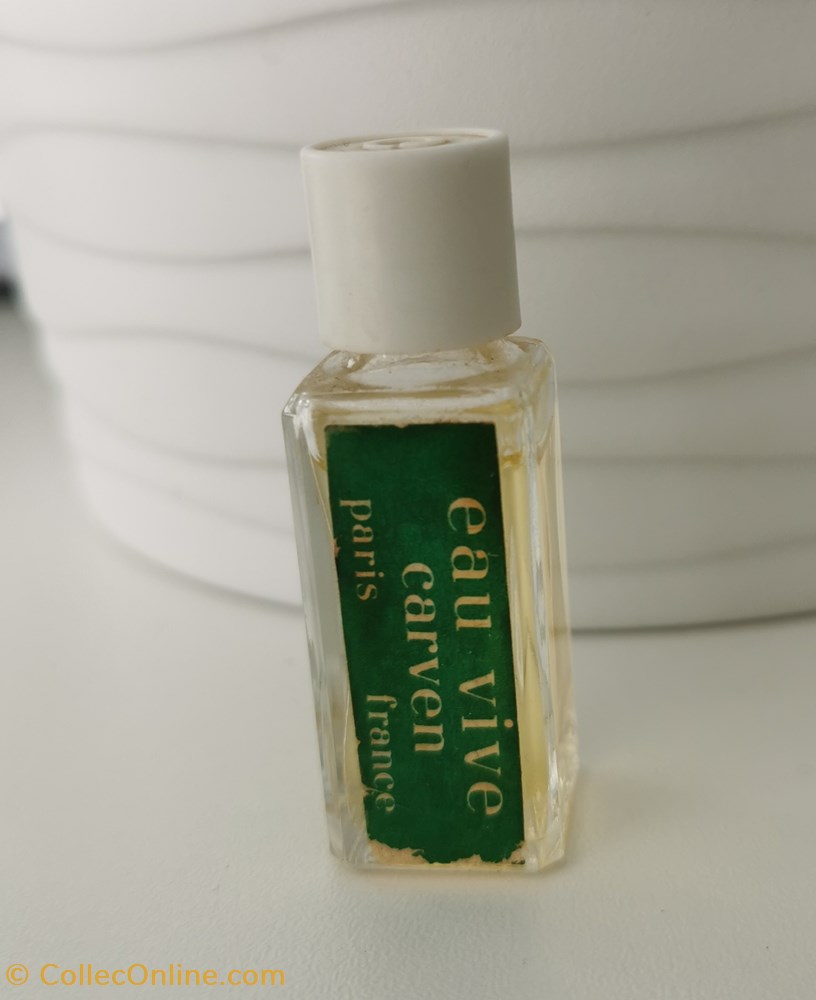 eau vive
carven
paris france
© CollecOnline.com